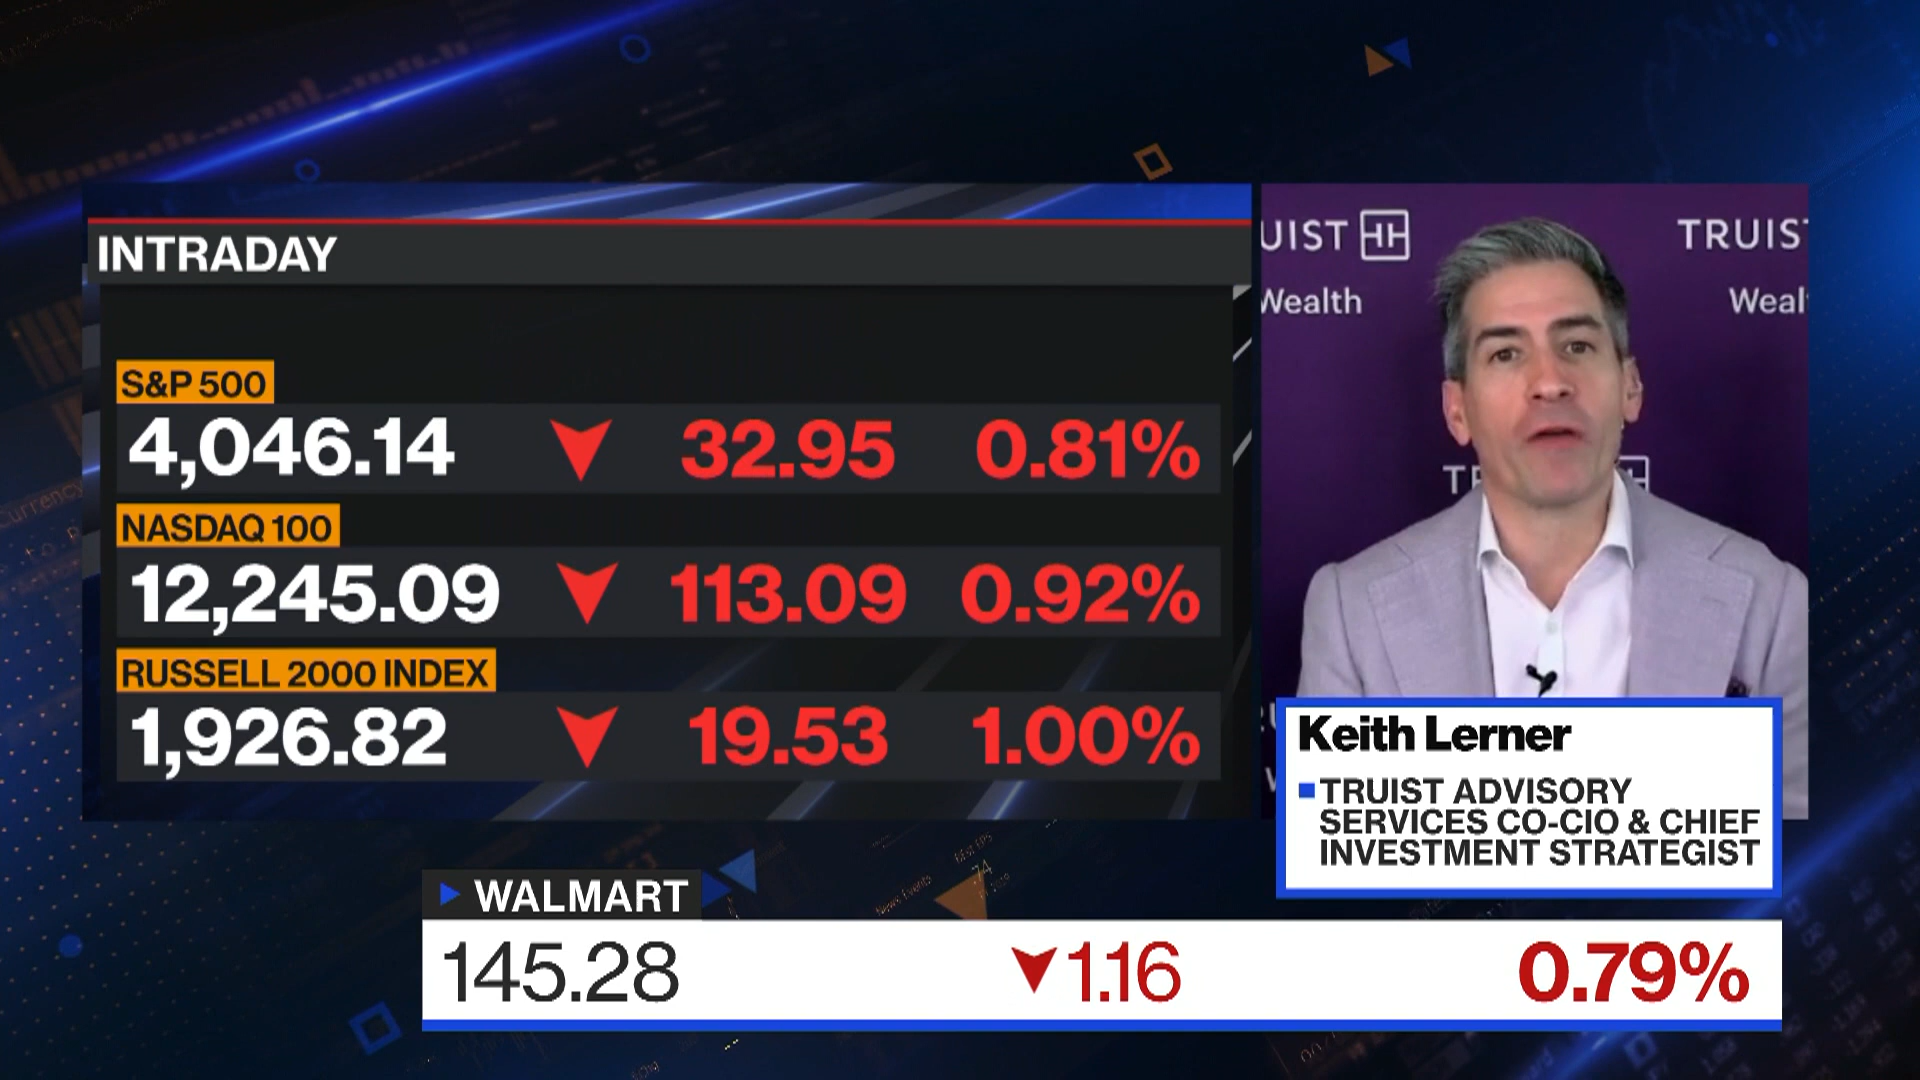 INTRADAY
S&P 500
4,046.14 32.95 0.81%
NASDAQ 100
12,245.09 113.09 0.92%
RUSSELL 2000 INDEX
1,926.82 19.53 1.00%
UIST
TRUIST
Wealth
Weal
Keith Lerner
TRUIST ADVISORY
SERVICES CO-CIO & CHIEF
INVESTMENT STRATEGIST
WALMART
145.28 1.16 0.79%